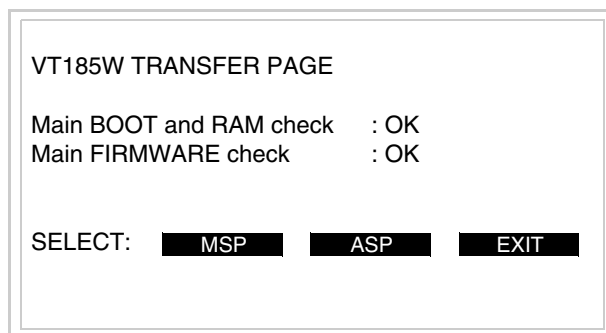 VT185W TRANSFER PAGE
Main BOOT and RAM check : OK
Main FIRMWARE check : OK
SELECT: MSP ASP EXIT